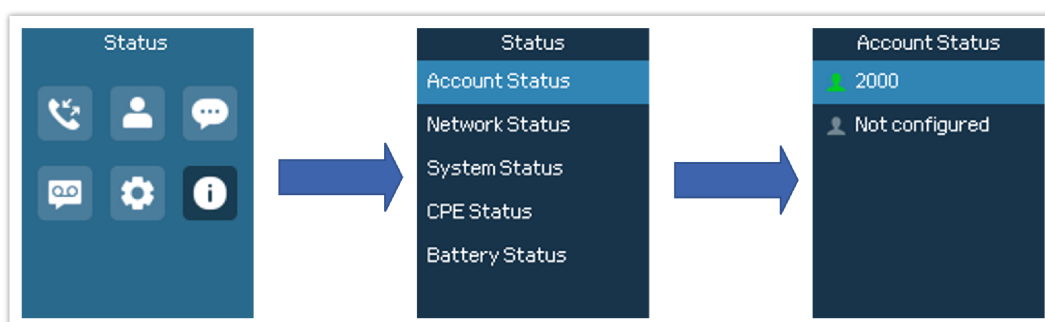 Status
Status
Account Status
Network Status
System Status
CPE Status
Battery Status
Account Status
2000
Not configured